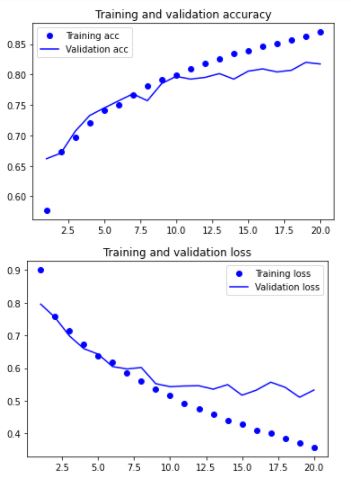 Training and validation accuracy
Training acc
Validation acc
0.85
0.80
0.75
0.70
0.65
0.60
2.5 5.0 7.5 10.0 12.5 15.0 17.5 20.0
Training and validation loss
Training loss
Validation loss
0.9
0.8
0.7
0.6
0.5
0.4
2.5 5.0 7.5 10.0 12.5 15.0 17.5 20.0